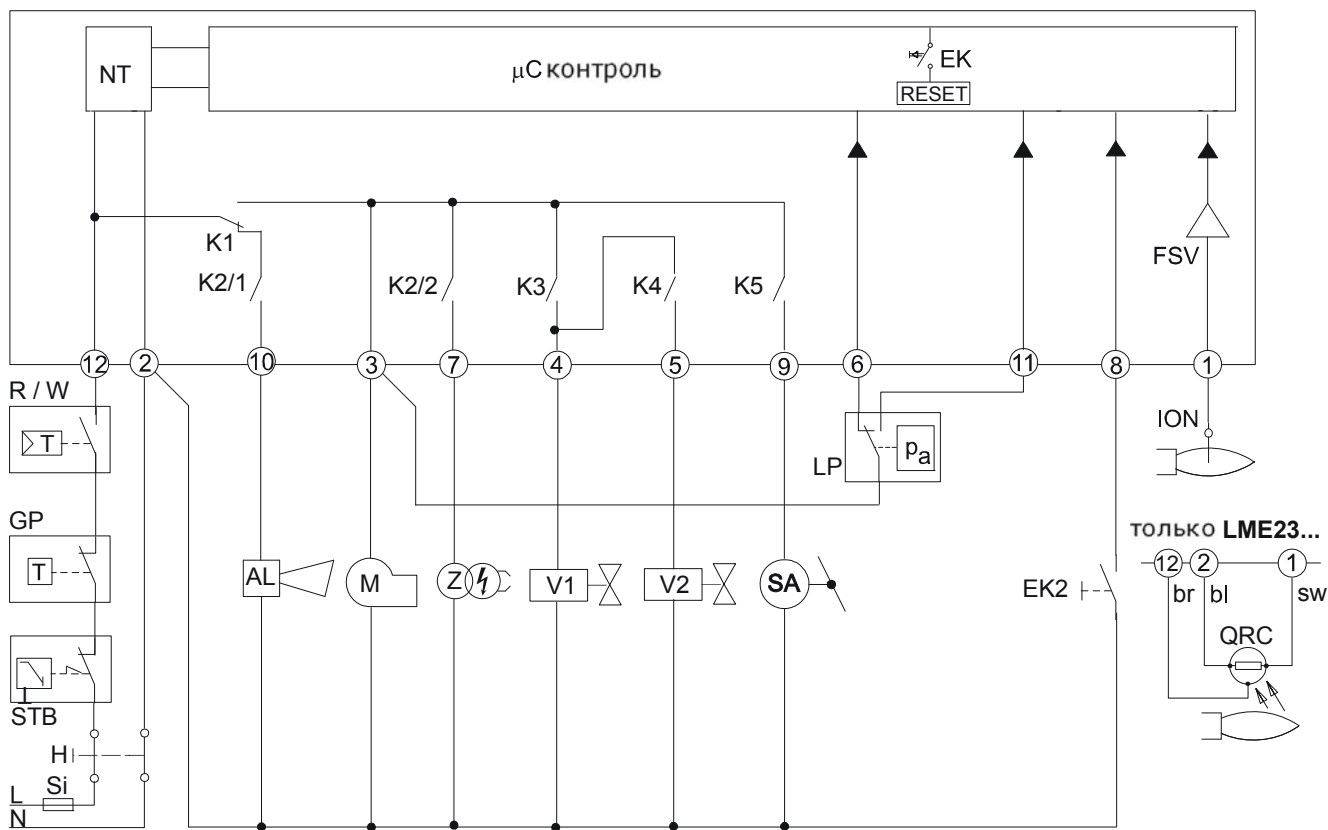 NT
μC контроль
EK
RESET
FSV
K1
K2/1
K2/2
K3
K4
K5
12
2
10
3
7
4
5
9
6
11
8
1
R / W
T
LP
pa
ION
GP
T
только LME23...
12
2
1
br
bl
sw
QRC
AL
M
Z
V1
V2
SA
EK2
STB
H
Si
L
N